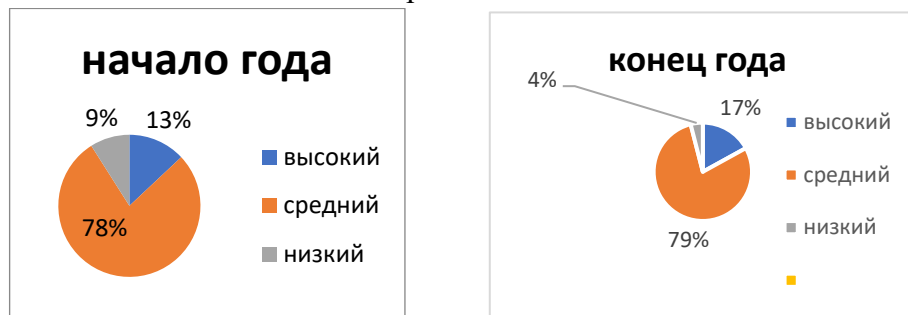 начало года
9%
13%
78%
высокий
средний
низкий
конец года
4%
17%
79%
высокий
средний
низкий